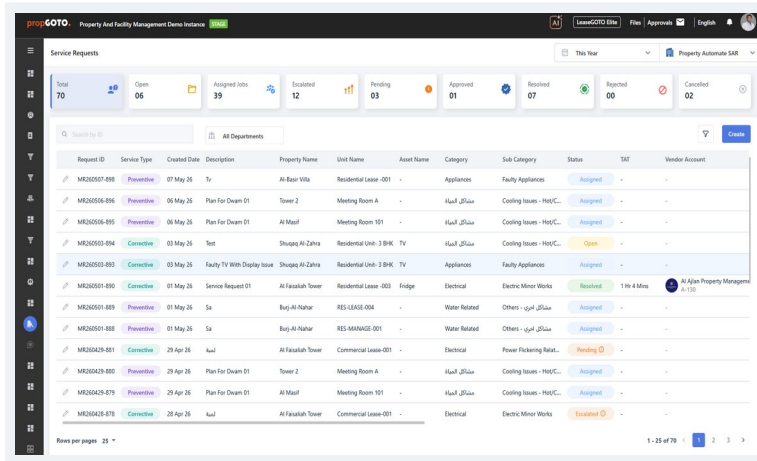 propGOTO. Property And Facility Management Demo Instance STAGE AI LeaseGOTO Elite Files Approvals English
Service Requests This Year Property Automate SAR
Total Open Assigned Jobs Escalated Pending Approved Resolved Rejected Cancelled
70 06 39 12 03 01 07 00 02
Search by ID All Departments Create
Request ID Service Type Created Date Description Property Name Unit Name Asset Name Category Sub Category Status TAT Vendor Account
MR260507-898 Preventive 07 May 26 Tv Al-Basir Villa Residential Lease -001 - Appliances Faulty Appliances Assigned - -
MR260506-896 Preventive 06 May 26 Plan For Dwam 01 Tower 2 Meeting Room A - مشاكل المياة Cooling Issues - Hot/C... Assigned - -
MR260506-895 Preventive 06 May 26 Plan For Dwam 01 Al Masif Meeting Room 101 - مشاكل المياة Cooling Issues - Hot/C... Assigned - -
MR260503-894 Corrective 03 May 26 Test Shuqaq Al-Zahra Residential Unit- 3 BHK TV مشاكل المياة Cooling Issues - Hot/C... Open - -
MR260503-893 Corrective 03 May 26 Faulty TV With Display Issue Shuqaq Al-Zahra Residential Unit- 3 BHK TV Appliances Faulty Appliances Assigned - -
MR260501-890 Corrective 01 May 26 Service Request 01 Al Faisaliah Tower Residential Lease -003 Fridge Electrical Electric Minor Works Resolved 1 Hr 4 Mins Al Ajlan Property Manageme
A-130
MR260501-889 Preventive 01 May 26 Sa Burj-Al-Nahar RES-LEASE-004 - Water Related Others - مشاكل اخرى Assigned - -
MR260501-888 Preventive 01 May 26 Sa Burj-Al-Nahar RES-MANAGE-001 - Water Related Others - مشاكل اخرى Assigned - -
MR260429-881 Corrective 29 Apr 26 لمبة Al Faisaliah Tower Commercial Lease-001 - Electrical Power Flickering Relat... Pending - -
MR260429-880 Preventive 29 Apr 26 Plan For Dwam 01 Tower 2 Meeting Room A - مشاكل المياة Cooling Issues - Hot/C... Assigned - -
MR260429-879 Preventive 29 Apr 26 Plan For Dwam 01 Al Masif Meeting Room 101 - مشاكل المياة Cooling Issues - Hot/C... Assigned - -
MR260428-878 Corrective 28 Apr 26 لمبة Al Faisaliah Tower Commercial Lease-001 - Electrical Electric Minor Works Escalated - -
Rows per pages 25 1 - 25 of 70 < 1 2 3 >